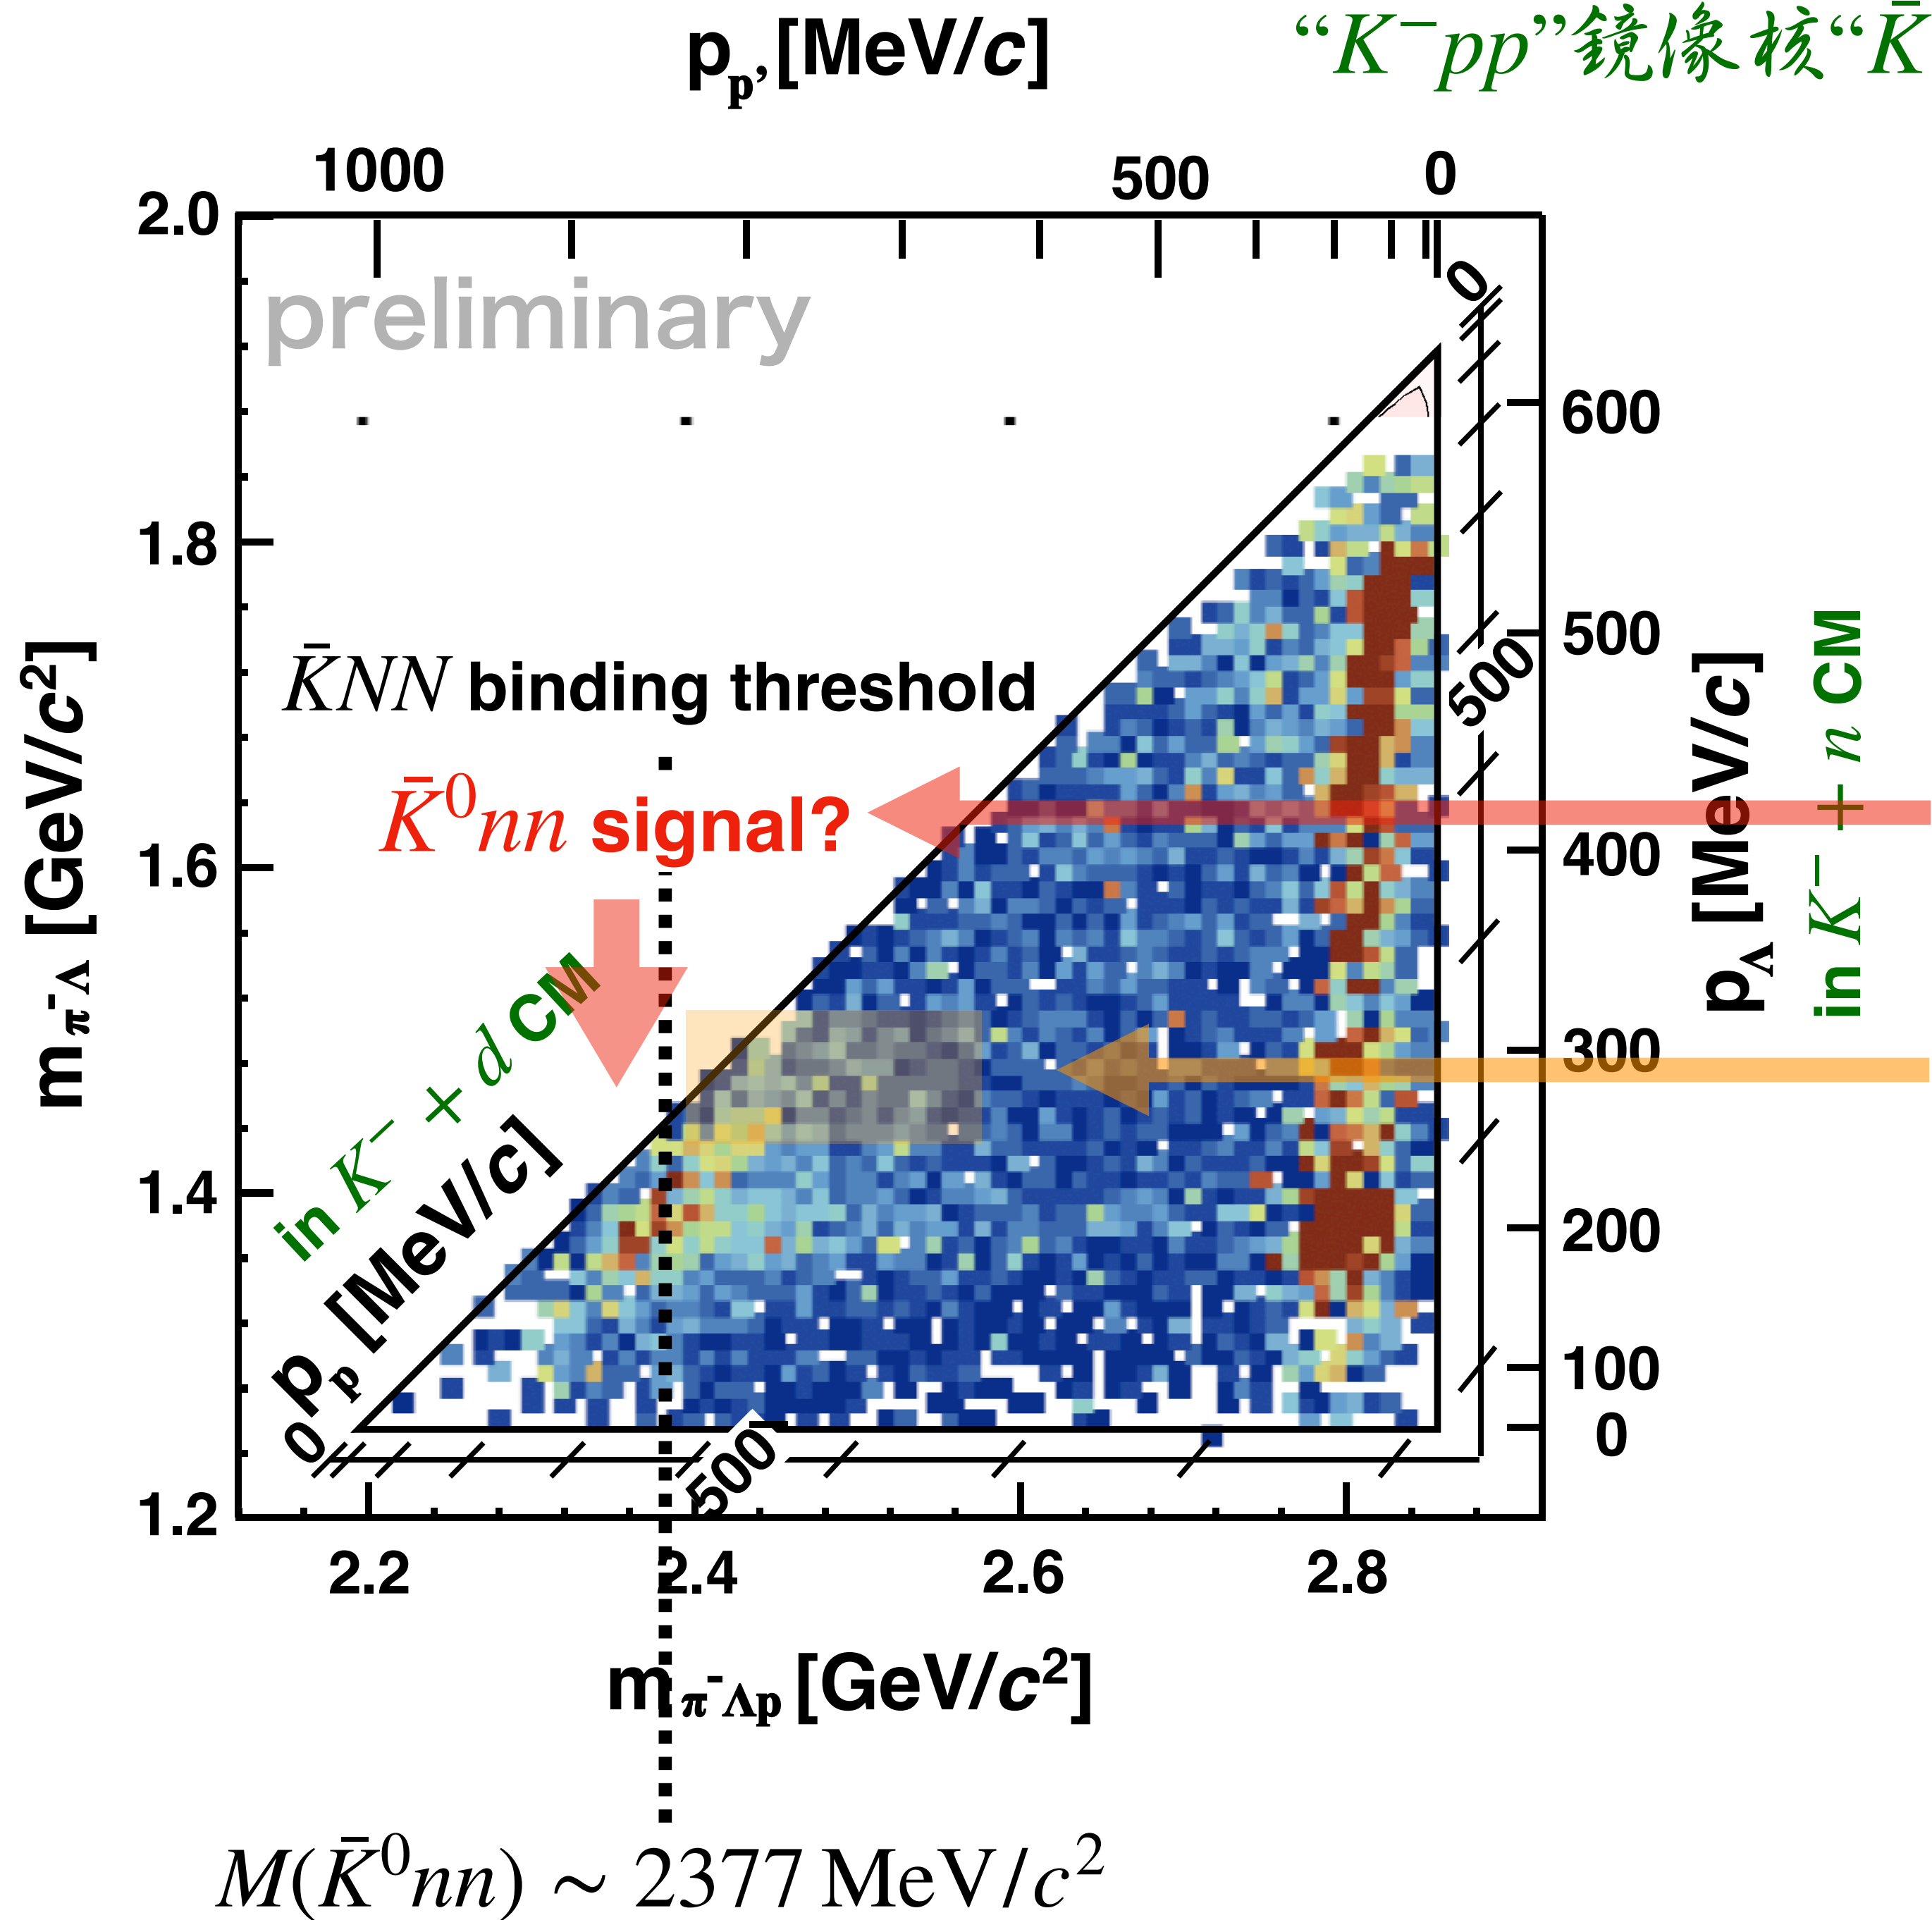 p_p' [MeV/c]
“K⁻pp”鏡像核“K̄
1000 500 0
2.0
1.8
1.6
1.4
1.2
m_π⁻Λ [GeV/c²]
preliminary
K̄NN binding threshold
K̄⁰nn signal?
in K⁻ + d CM
p_p [MeV/c]
0
500
0
500
600
500
400
300
200
100
0
p_Λ [MeV/c]
in K⁻ + n CM
2.2 2.4 2.6 2.8
m_π⁻Λp [GeV/c²]
M(K̄⁰nn) ~ 2377 MeV/c²